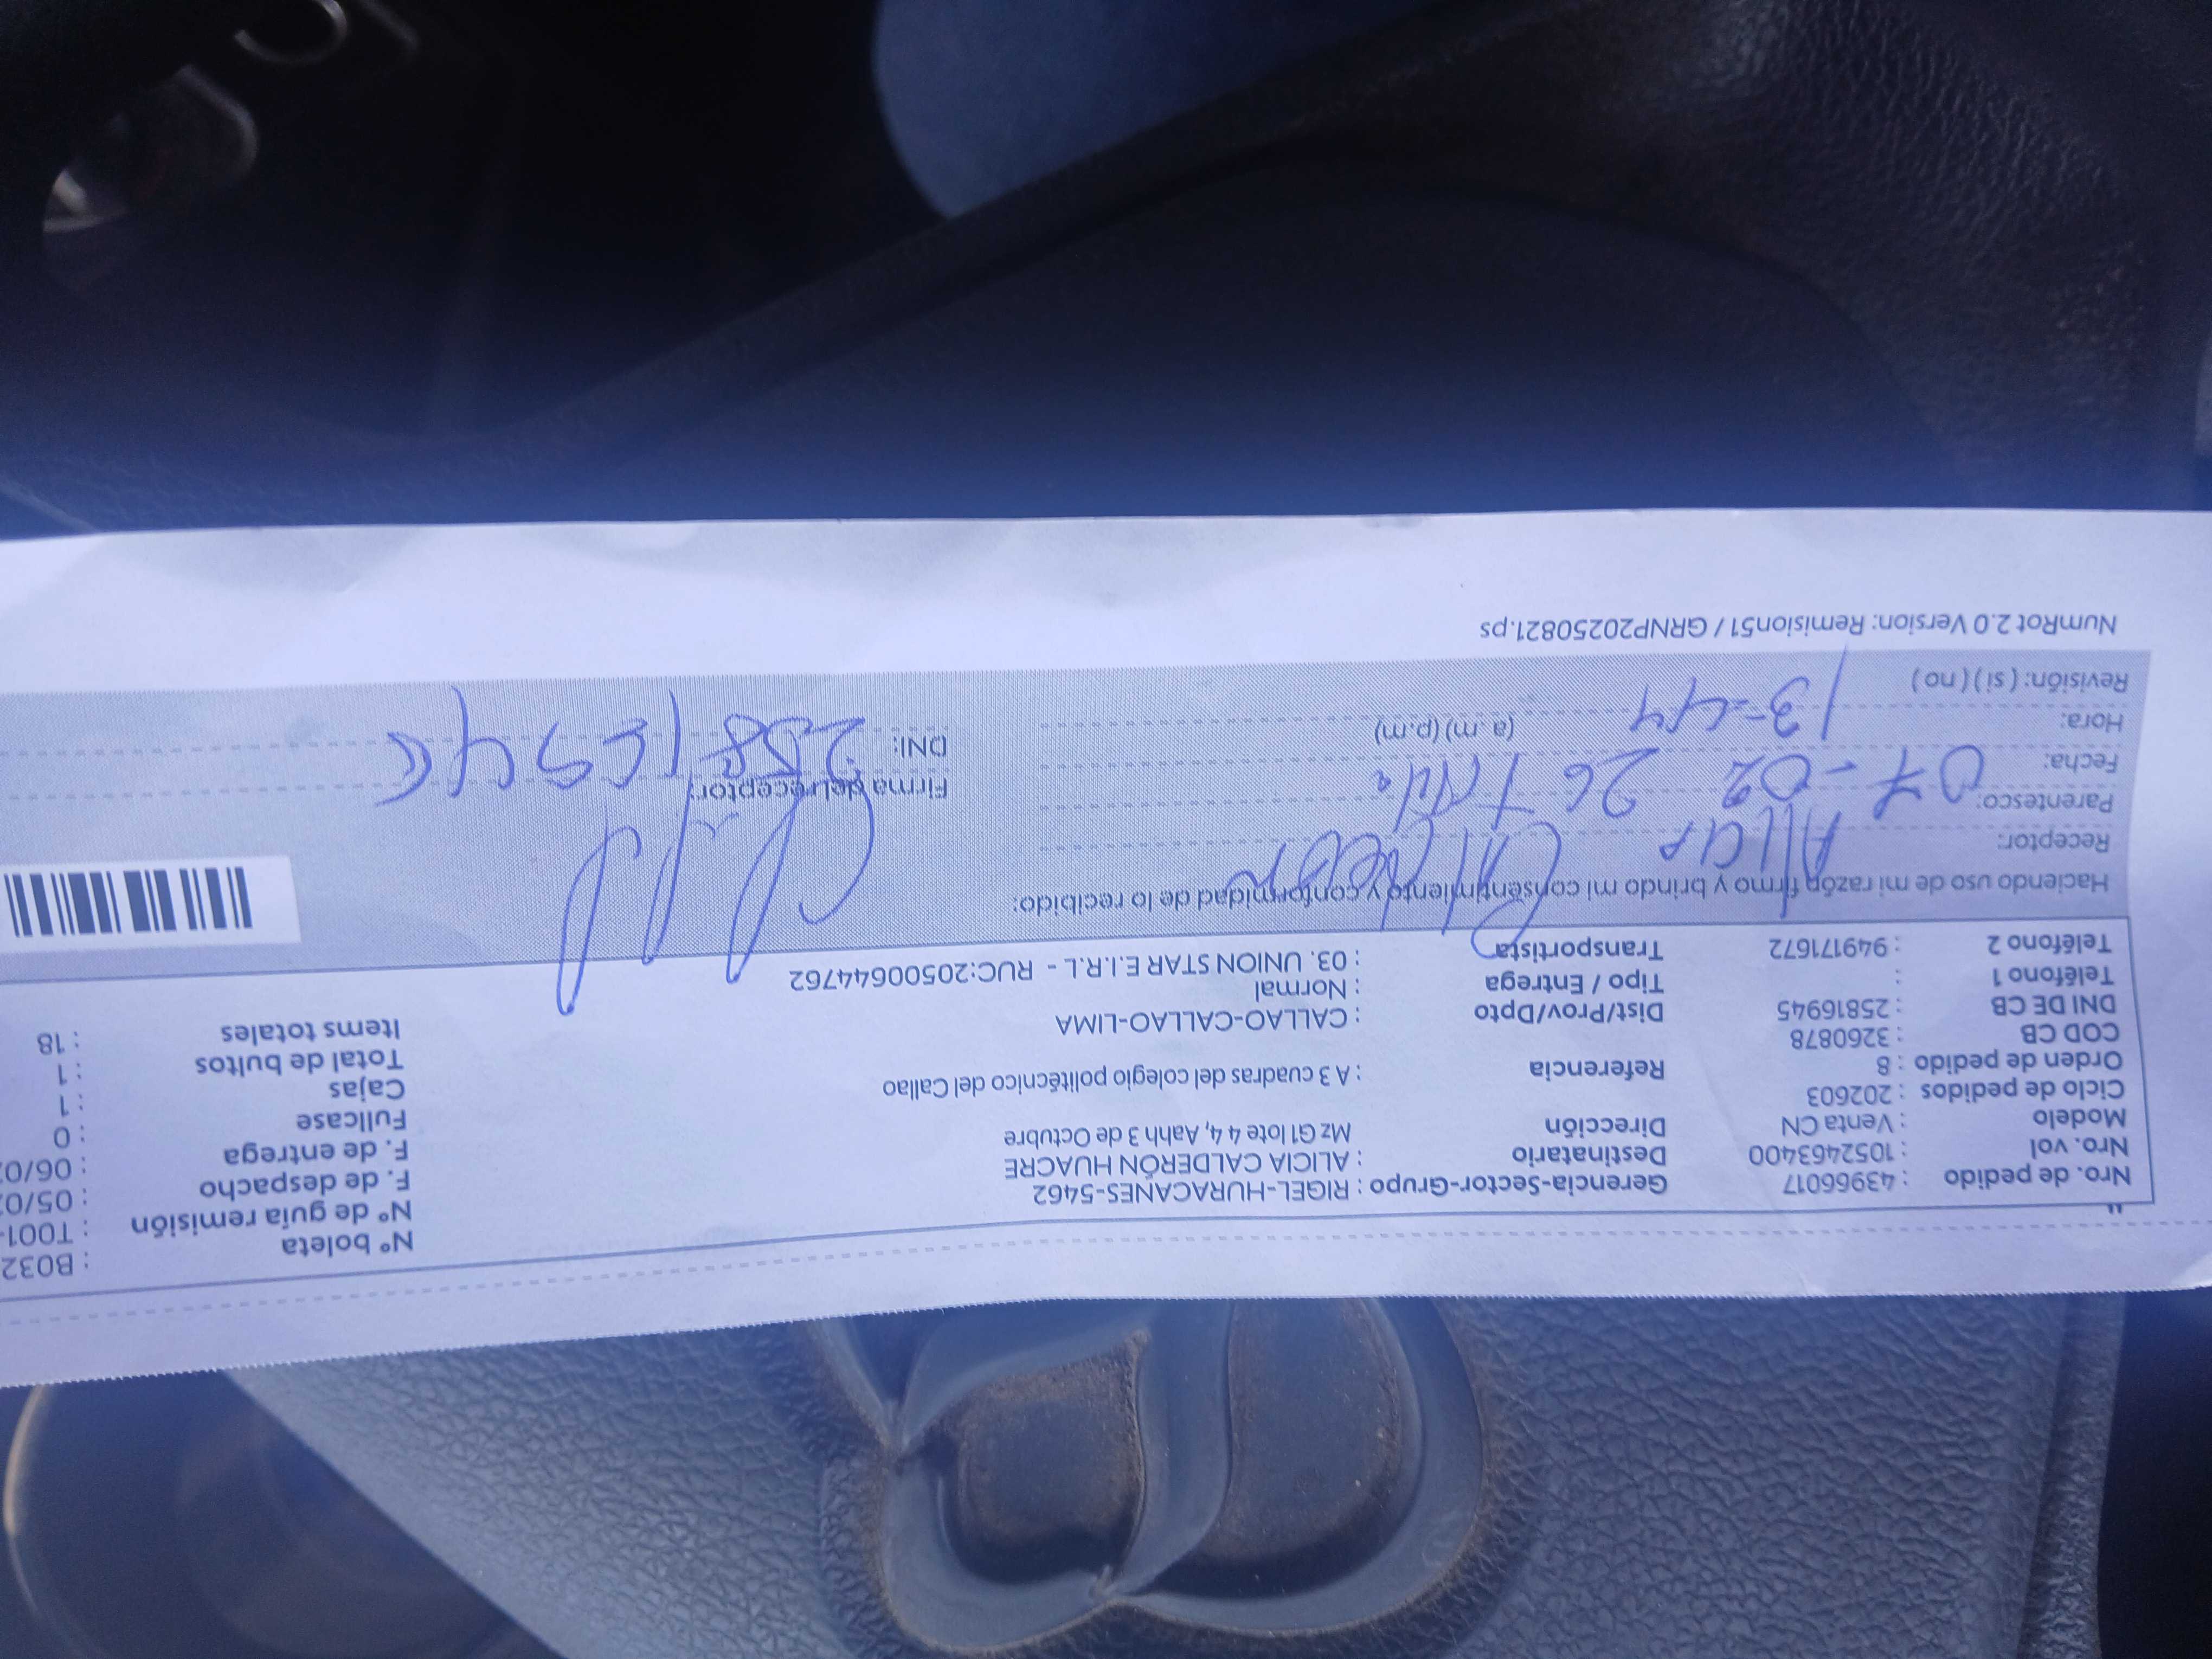 Nro. de pedido : 43966017 Gerencia-Sector-Grupo : RIGEL-HURACANES-5462 N° boleta : B032
Nro. vol : 1052463400 Destinatario : ALICIA CALDERÓN HUACRE N° de guía remisión : T001-
Modelo : Venta CN Dirección Mz G1 lote 4 4, Aahh 3 de Octubre F. de despacho : 05/0
Ciclo de pedidos : 202603 F. de entrega : 06/0
Orden de pedido : 8 Referencia : A 3 cuadras del colegio politécnico del Callao Fullcase : 0
COD CB : 3260878 Cajas : 1
DNI DE CB : 25816945 Dist/Prov/Dpto : CALLAO-CALLAO-LIMA Total de bultos : 1
Teléfono 1 : Tipo / Entrega : Normal Items totales : 18
Teléfono 2 : 949171672 Transportista : 03. UNION STAR E.I.R.L - RUC:20500644762
Haciendo uso de mi razón firmo y brindo mi consentimiento y conformidad de lo recibido:
Receptor: Alicia Calderon
Parentesco: Titula Firma del receptor:
Fecha: 07-02 26 DNI:
Hora: 13-44 (a.m) (p.m)
Revisión: ( si ) ( no )
NumRot 2.0 Version: Remision51 / GRNP20250821.ps